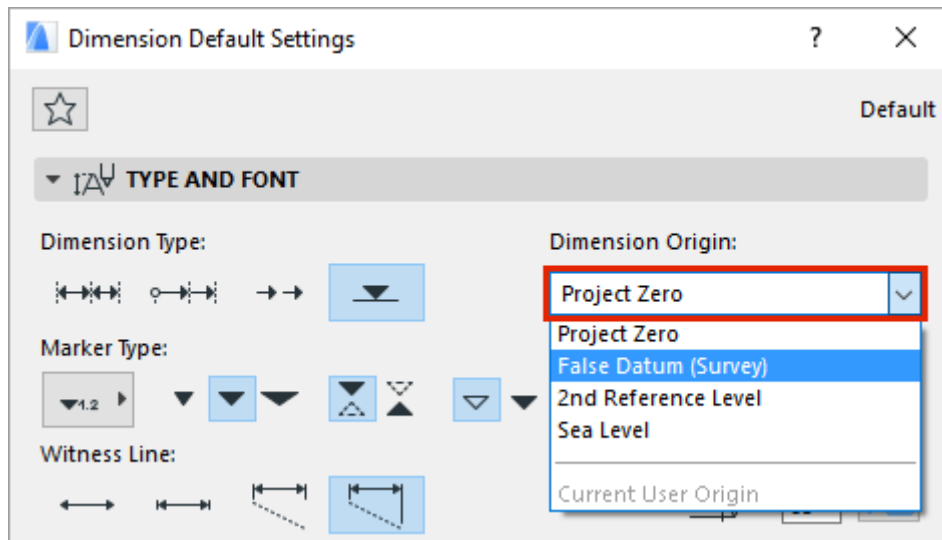 Dimension Default Settings ?
Default
TYPE AND FONT
Dimension Type:
Dimension Origin:
Project Zero
Project Zero
False Datum (Survey)
2nd Reference Level
Sea Level
Current User Origin
Marker Type:
1.2
Witness Line: